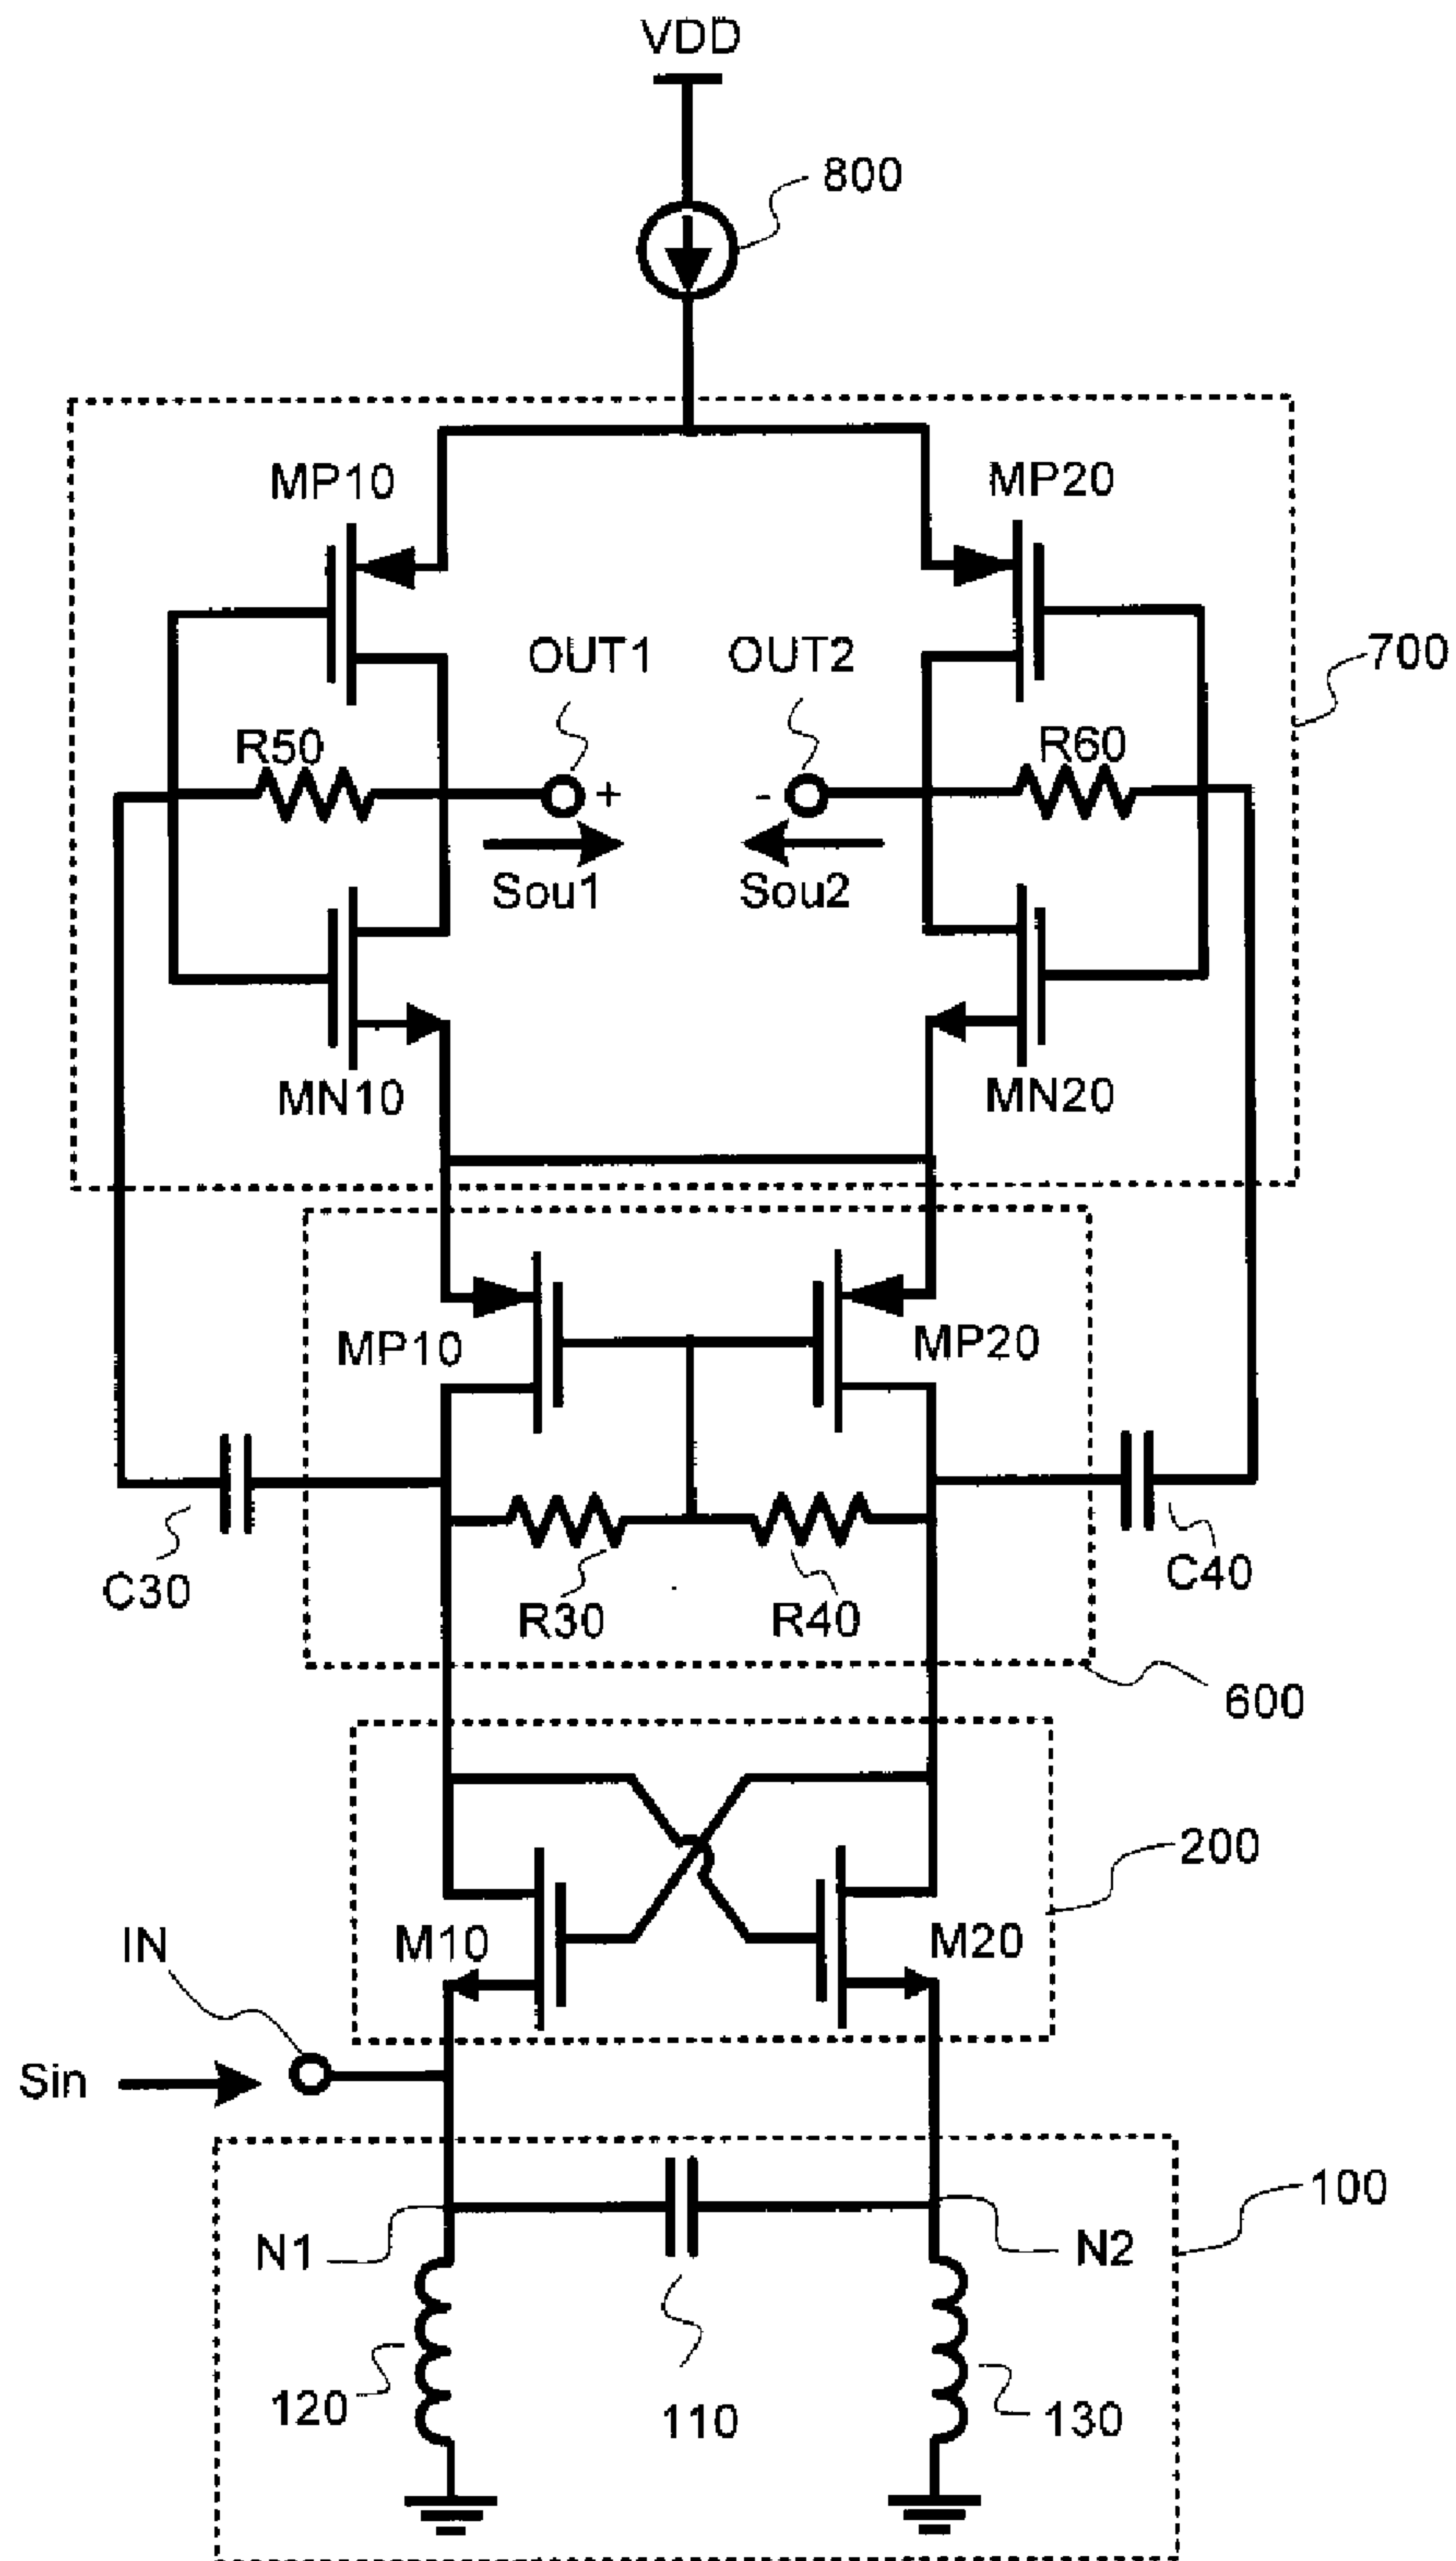 VDD
800
MP10
MP20
OUT1
OUT2
700
R50
R60
+
-
Sou1
Sou2
MN10
MN20
MP10
MP20
C30
C40
R30
R40
600
200
IN
M10
M20
Sin
100
N1
N2
120
110
130